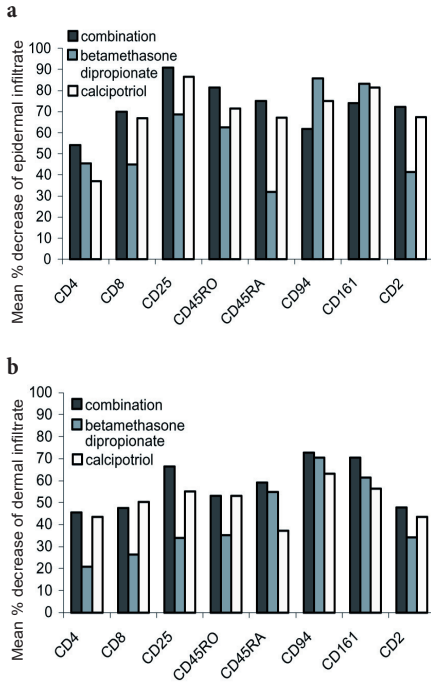 a
Mean % decrease of epidermal infiltrate
100
90
80
70
60
50
40
30
20
10
0
combination
betamethasone
dipropionate
calcipotriol
CD4
CD8
CD25
CD45RO
CD45RA
CD94
CD161
CD2
b
Mean % decrease of dermal infiltrate
100
90
80
70
60
50
40
30
20
10
0
combination
betamethasone
dipropionate
calcipotriol
CD4
CD8
CD25
CD45RO
CD45RA
CD94
CD161
CD2